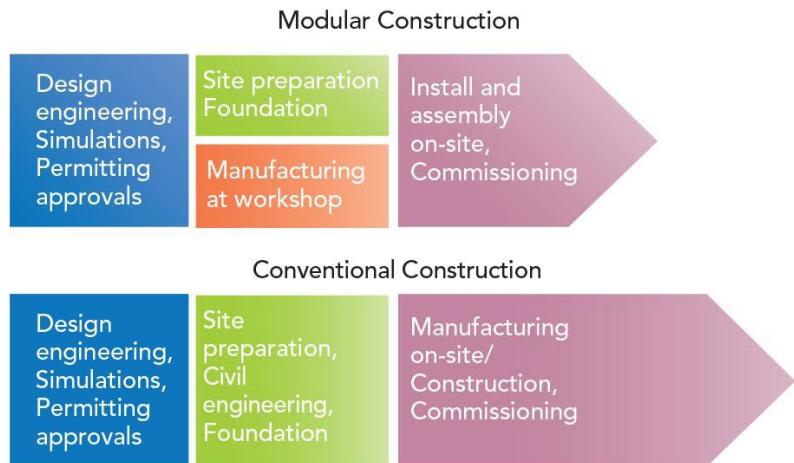 Modular Construction
Design
engineering,
Simulations,
Permitting
approvals
Site preparation
Foundation
Manufacturing
at workshop
Install and
assembly
on-site,
Commissioning
Conventional Construction
Design
engineering,
Simulations,
Permitting
approvals
Site
preparation,
Civil
engineering,
Foundation
Manufacturing
on-site/
Construction,
Commissioning